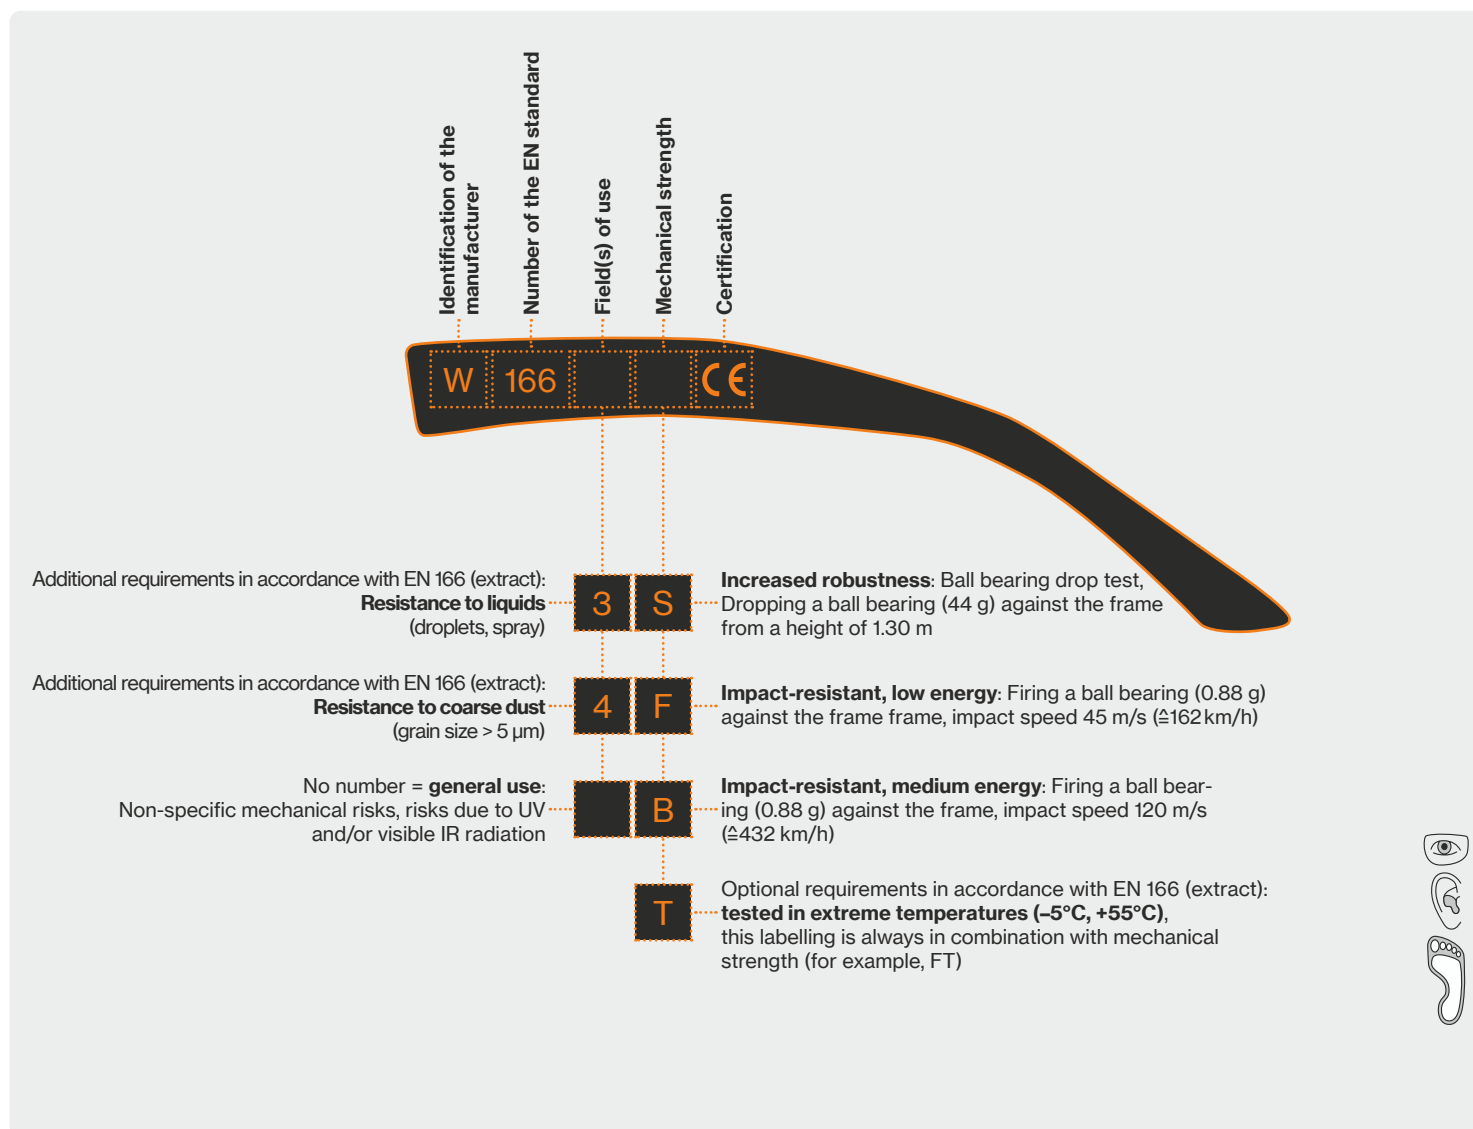 Identification of the
manufacturer
Number of the EN standard
Field(s) of use
Mechanical strength
Certification
W 166 CE
Additional requirements in accordance with EN 166 (extract):
Resistance to liquids
(droplets, spray)
3 S
Increased robustness: Ball bearing drop test,
Dropping a ball bearing (44 g) against the frame
from a height of 1.30 m
Additional requirements in accordance with EN 166 (extract):
Resistance to coarse dust
(grain size > 5 µm)
4 F
Impact-resistant, low energy: Firing a ball bearing (0.88 g)
against the frame frame, impact speed 45 m/s (≙162 km/h)
No number = general use:
Non-specific mechanical risks, risks due to UV
and/or visible IR radiation
B
Impact-resistant, medium energy: Firing a ball bear-
ing (0.88 g) against the frame, impact speed 120 m/s
(≙432 km/h)
T
Optional requirements in accordance with EN 166 (extract):
tested in extreme temperatures (–5°C, +55°C),
this labelling is always in combination with mechanical
strength (for example, FT)